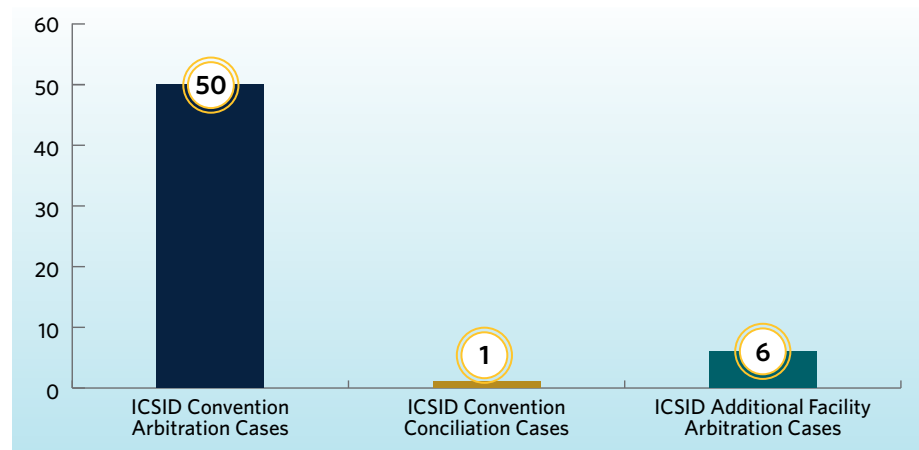 60
50
50
40
30
20
10
1
6
0
ICSID Convention
Arbitration Cases
ICSID Convention
Conciliation Cases
ICSID Additional Facility
Arbitration Cases